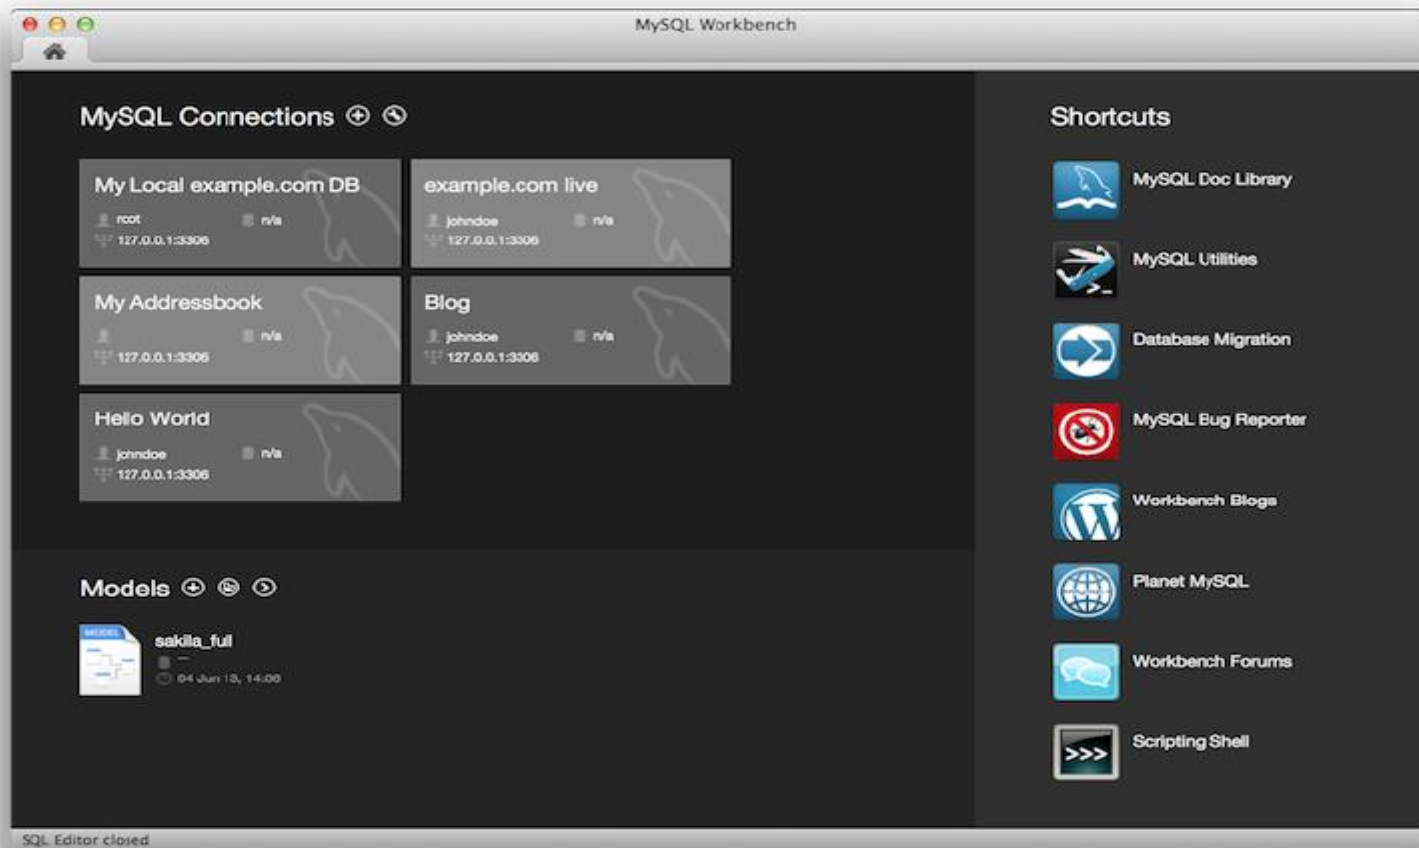 MySQL Workbench
MySQL Connections
My Local example.com DB
root
n/a
127.0.0.1:3306
example.com live
johndoe
n/a
127.0.0.1:3306
My Addressbook
n/a
127.0.0.1:3306
Blog
johndoe
n/a
127.0.0.1:3306
Hello World
johndoe
n/a
127.0.0.1:3306
Models
MODEL
sakila_full
--
04 Jun 13, 14:06
Shortcuts
MySQL Doc Library
MySQL Utilities
>_
Database Migration
MySQL Bug Reporter
Workbench Blogs
Planet MySQL
Workbench Forums
>>>
Scripting Shell
SQL Editor closed